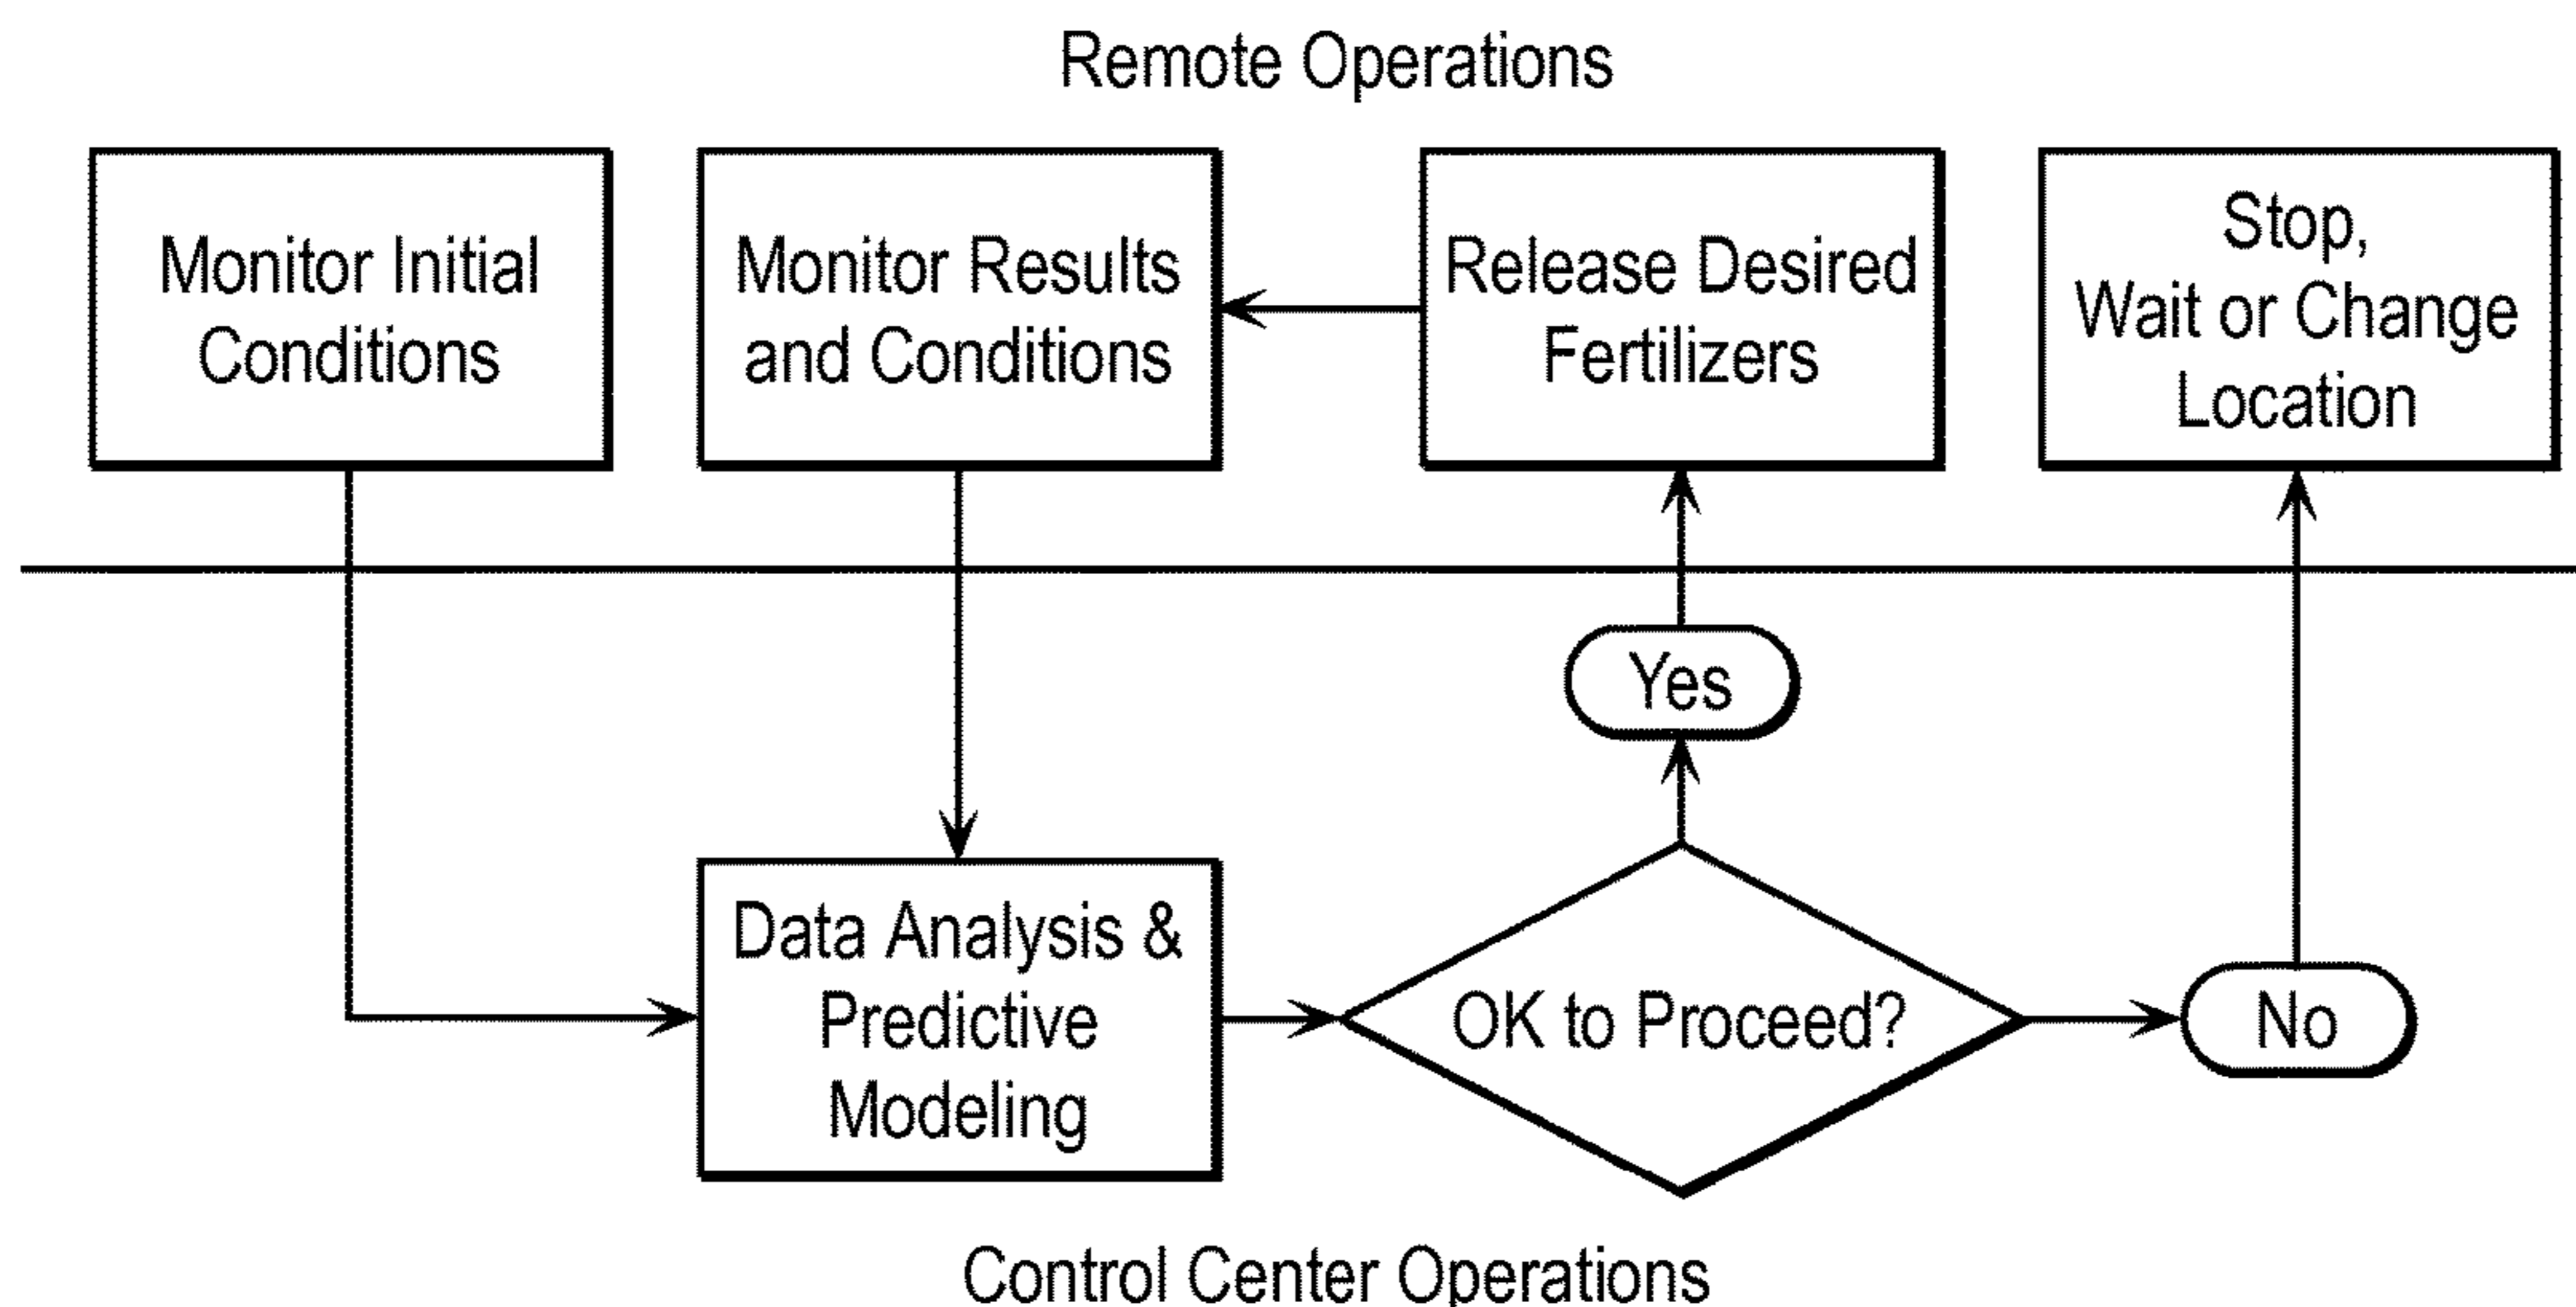 Remote Operations
Monitor Initial
Conditions
Monitor Results
and Conditions
Release Desired
Fertilizers
Stop,
Wait or Change
Location
Yes
Data Analysis &
Predictive
Modeling
OK to Proceed?
No
Control Center Operations